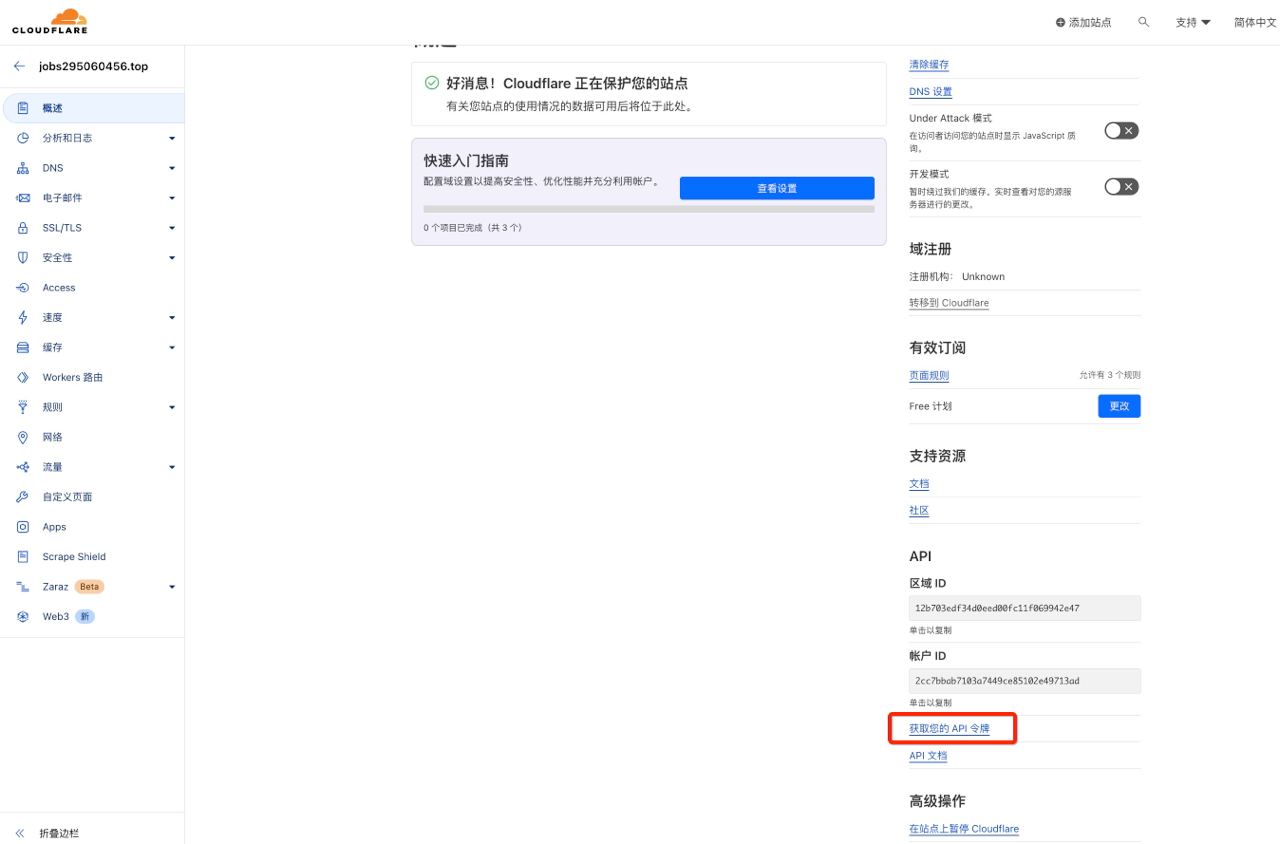 CLOUDFLARE
添加站点
支持
简体中文
jobs295060456.top
概述
分析和日志
DNS
电子邮件
SSL/TLS
安全性
Access
速度
缓存
Workers 路由
规则
网络
流量
自定义页面
Apps
Scrape Shield
Zaraz Beta
Web3 新
折叠边栏
好消息！Cloudflare 正在保护您的站点
有关您站点的使用情况的数据可用后将位于此处。
快速入门指南
配置域设置以提高安全性、优化性能并充分利用帐户。
查看设置
0 个项目已完成（共 3 个）
清除缓存
DNS 设置
Under Attack 模式
在访问者访问您的站点时显示 JavaScript 质
询。
开发模式
暂时绕过我们的缓存。实时查看对您的源服
务器进行的更改。
域注册
注册机构： Unknown
转移到 Cloudflare
有效订阅
页面规则 允许有 3 个规则
Free 计划 更改
支持资源
文档
社区
API
区域 ID
12b703edf34d0eed00fc11f069942e47
单击以复制
帐户 ID
2cc7bbab7103a7449ce85102e49713ad
单击以复制
获取您的 API 令牌
API 文档
高级操作
在站点上暂停 Cloudflare